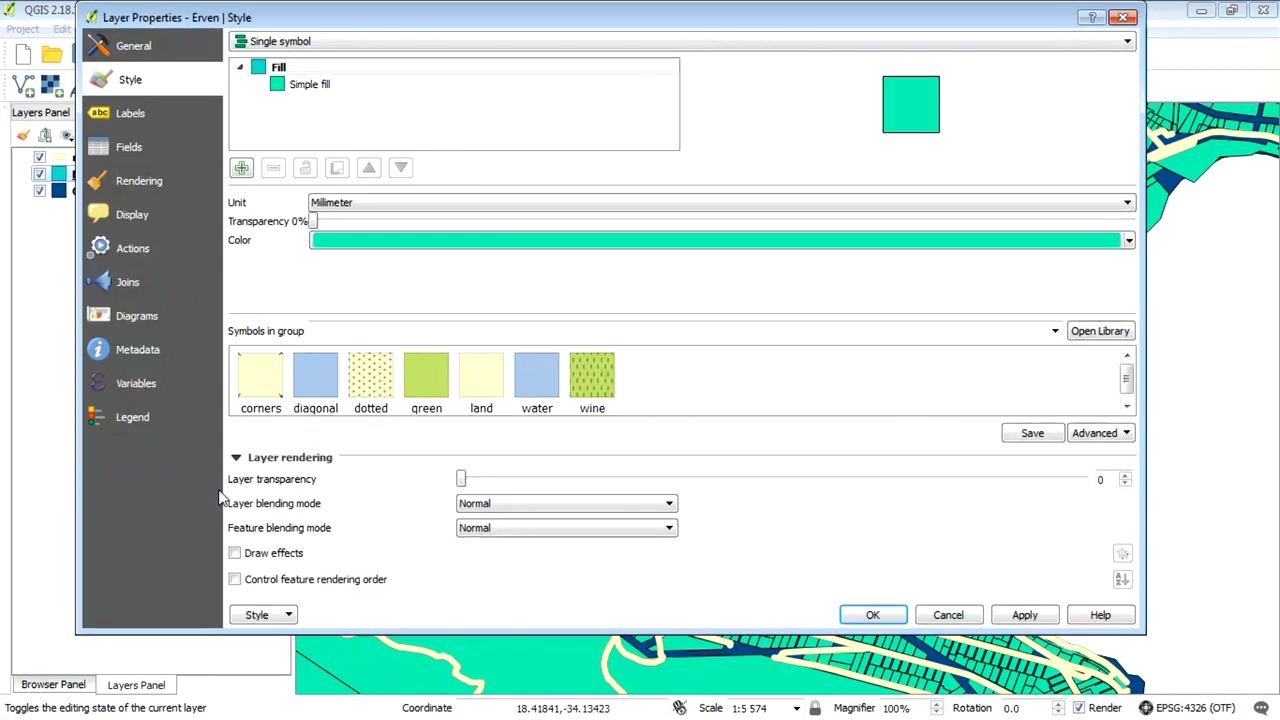 QGIS 2.18.
Layer Properties - Erven | Style
Project
Edit
General
Style
abc Labels
Fields
Rendering
Display
Actions
Joins
Diagrams
Metadata
Variables
Legend
Layers Panel
Single symbol
Fill
Simple fill
Unit
Millimeter
Transparency 0%
Color
Symbols in group
Open Library
corners
diagonal
dotted
green
land
water
wine
Save
Advanced
Layer rendering
Layer transparency
0
Layer blending mode
Normal
Feature blending mode
Normal
Draw effects
Control feature rendering order
Style
OK
Cancel
Apply
Help
Browser Panel
Layers Panel
Toggles the editing state of the current layer
Coordinate
18.41841,-34.13423
Scale
1:5 574
Magnifier
100%
Rotation
0.0
Render
EPSG:4326 (OTF)